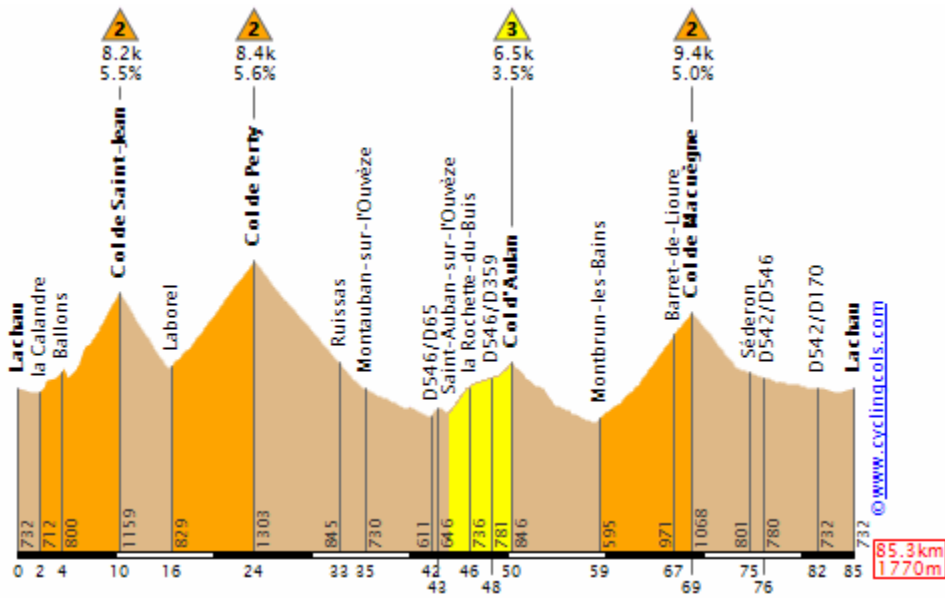 2
8.2k
5.5%
2
8.4k
5.6%
3
6.5k
3.5%
2
9.4k
5.0%
Lachau
la Calandre
Ballons
Col de Saint-Jean
Laborel
Col de Perty
Ruissas
Montauban-sur-l'Ouvèze
D546/D65
Saint-Auban-sur-l'Ouvèze
la Rochette-du-Buis
D546/D359
Col d'Aulan
Montbrun-les-Bains
Barret-de-Lioure
Col de Macuègne
Séderon
D542/D546
D542/D170
Lachau
©www.cyclingcols.com
732
712
800
1159
829
1303
845
730
611
646
736
781
846
595
971
1068
801
780
732
732
0 2 4 10 16 24 33 35 42 46 50 59 67 75 82 85
43 48 69 76
85.3km
1770m